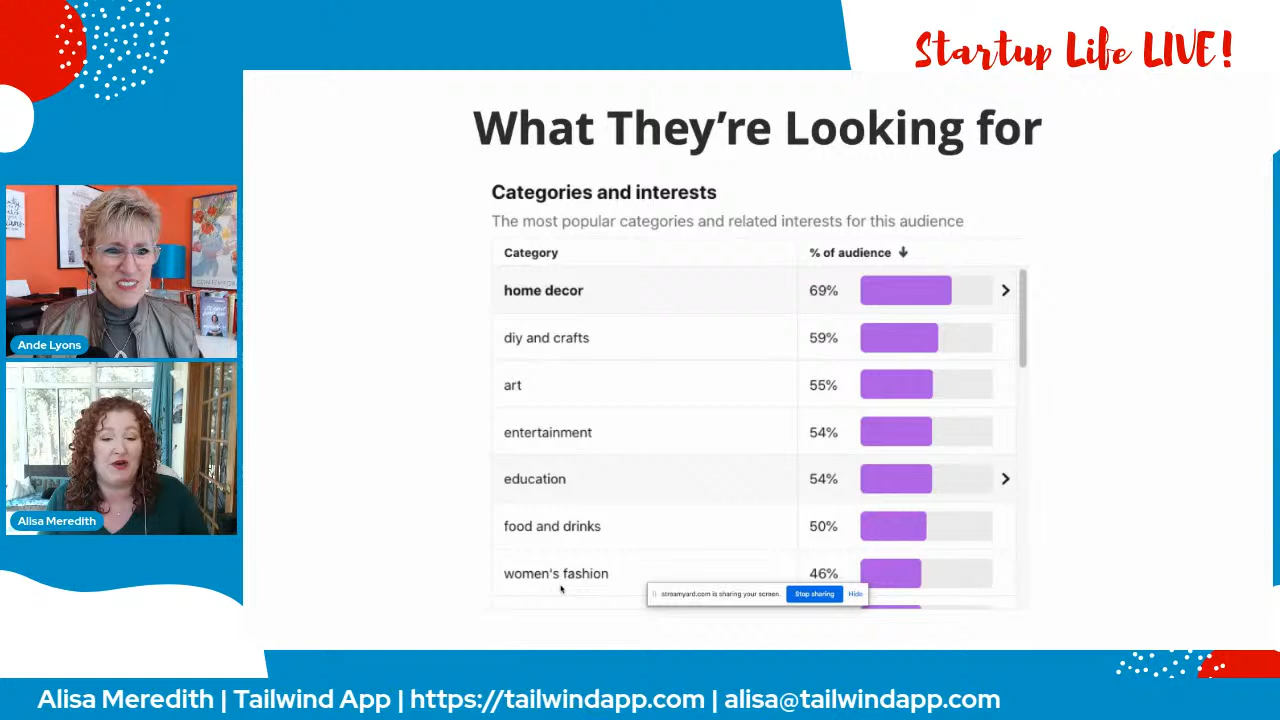 Startup Life LIVE!
What They're Looking for
Categories and interests
The most popular categories and related interests for this audience
Category % of audience
home decor 69%
diy and crafts 59%
art 55%
entertainment 54%
education 54%
food and drinks 50%
women's fashion 46%
streamyard.com is sharing your screen. Stop sharing Hide
Ande Lyons
Alisa Meredith
Alisa Meredith | Tailwind App | https://tailwindapp.com | alisa@tailwindapp.com